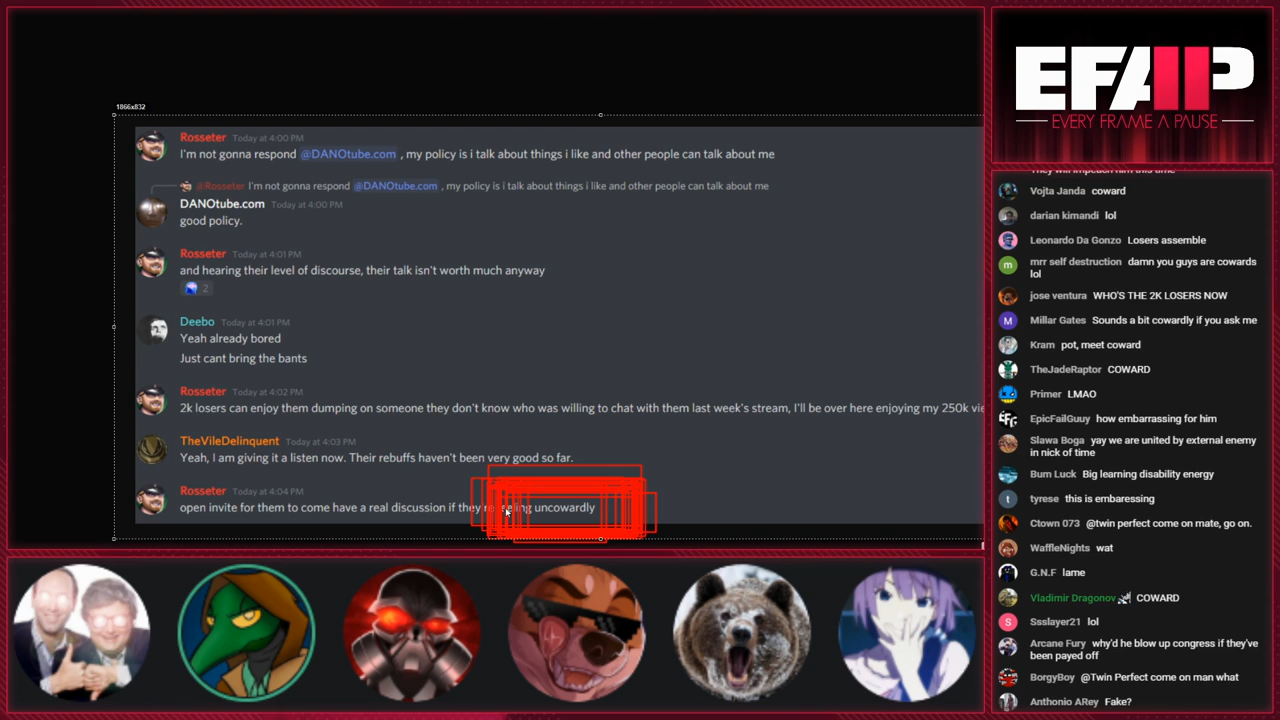 1866x832
Rosseter Today at 4:00 PM
I'm not gonna respond @DANOtube.com , my policy is i talk about things i like and other people can talk about me
@Rosseter I'm not gonna respond @DANOtube.com , my policy is i talk about things i like and other people can talk about me
DANOtube.com Today at 4:00 PM
good policy.
Rosseter Today at 4:01 PM
and hearing their level of discourse, their talk isn't worth much anyway
2
Deebo Today at 4:01 PM
Yeah already bored
Just cant bring the bants
Rosseter Today at 4:02 PM
2k losers can enjoy them dumping on someone they don't know who was willing to chat with them last week's stream, I'll be over here enjoying my 250k vie
TheVileDelinquent Today at 4:03 PM
Yeah, I am giving it a listen now. Their rebuffs haven't been very good so far.
Rosseter Today at 4:04 PM
open invite for them to come have a real discussion if uncowardly
EFAP
EVERY FRAME A PAUSE
They will impeach him this time
Vojta Janda coward
darian kimandi lol
Leonardo Da Gonzo Losers assemble
m
mrr self destruction damn you guys are cowards
lol
jose ventura WHO'S THE 2K LOSERS NOW
M
Millar Gates Sounds a bit cowardly if you ask me
Kram pot, meet coward
TheJadeRaptor COWARD
Primer LMAO
EpicFailGuuy how embarrassing for him
Slawa Boga yay we are united by external enemy
in nick of time
Bum Luck Big learning disability energy
t
tyrese this is embaressing
Ctown 073 @twin perfect come on mate, go on.
WaffleNights wat
G.N.F lame
Vladimir Dragonov COWARD
S
Ssslayer21 lol
Arcane Fury why'd he blow up congress if they've
been payed off
BorgyBoy @Twin Perfect come on man what
Anthonio ARey Fake?